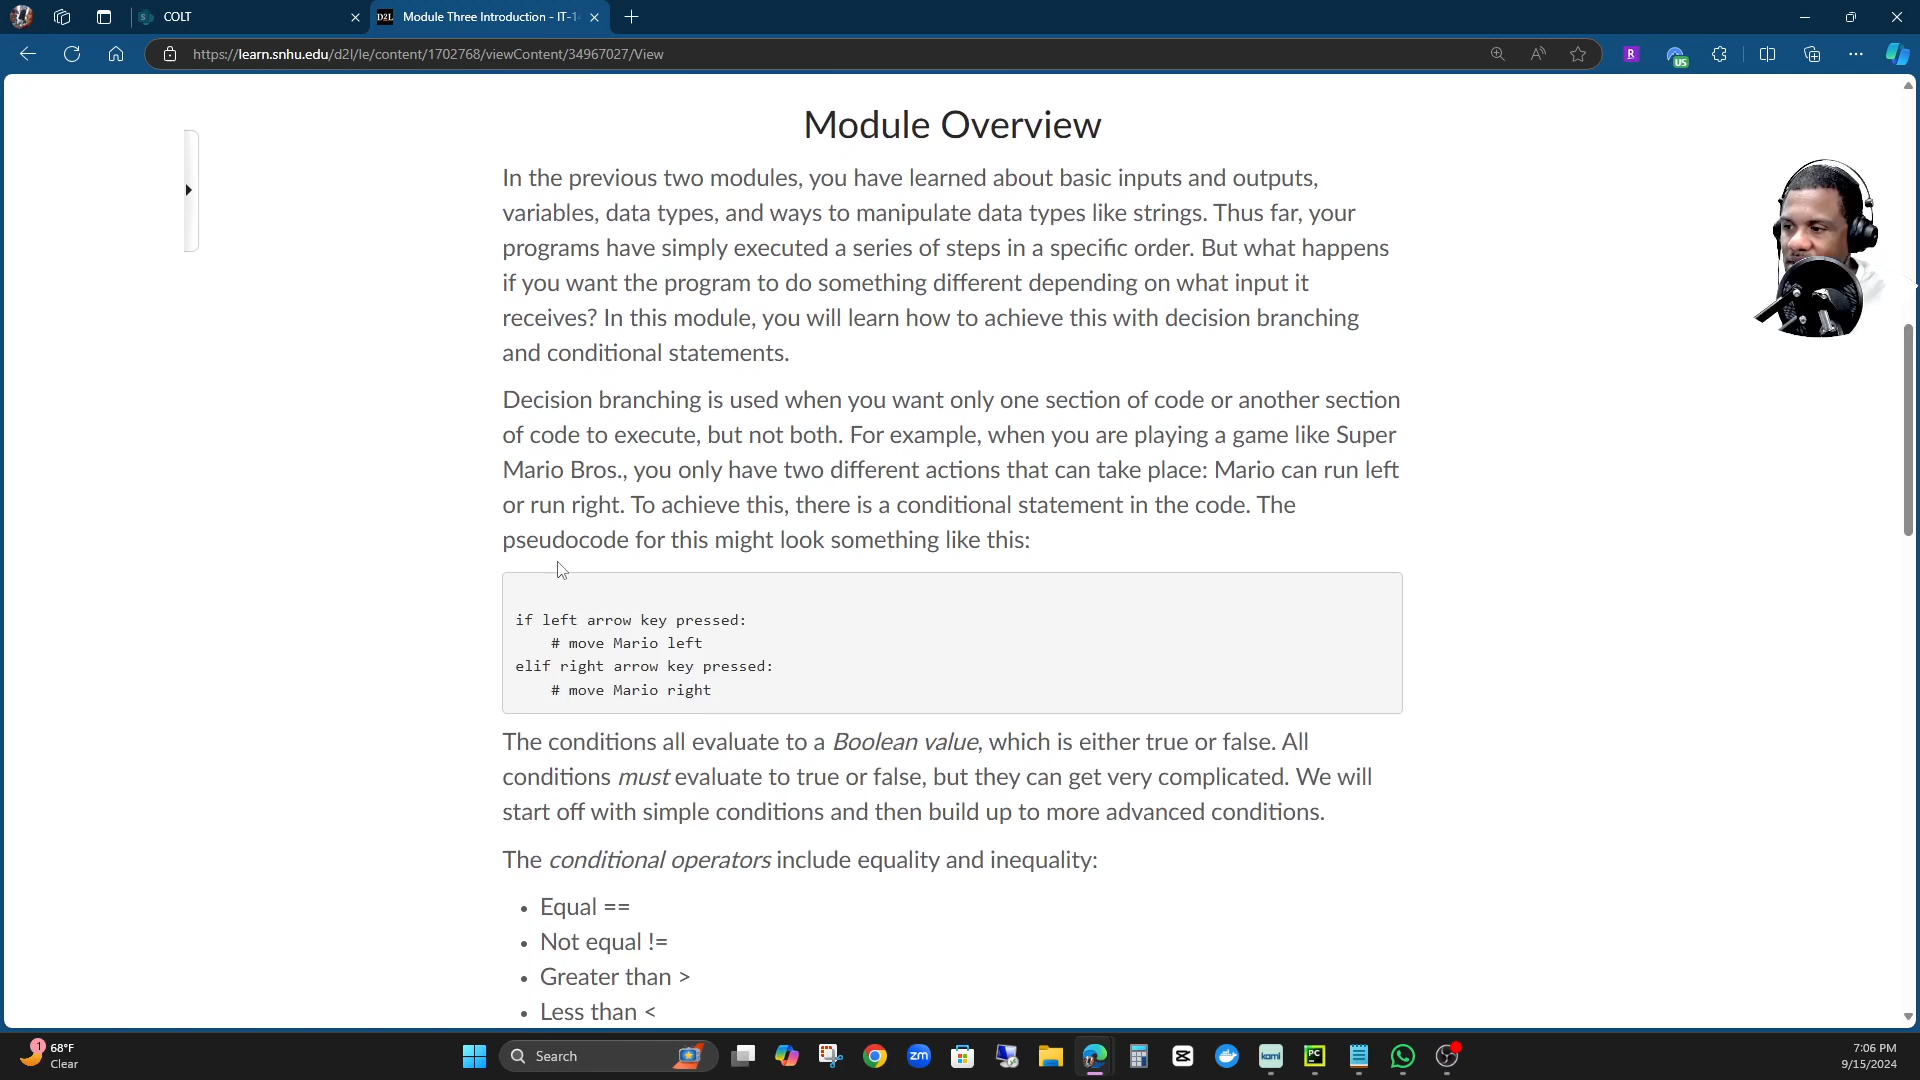 COLT
D2L
Module Three Introduction - IT-1
https://learn.snhu.edu/d2l/le/content/1702768/viewContent/34967027/View
R
US
Module Overview
In the previous two modules, you have learned about basic inputs and outputs,
variables, data types, and ways to manipulate data types like strings. Thus far, your
programs have simply executed a series of steps in a specific order. But what happens
if you want the program to do something different depending on what input it
receives? In this module, you will learn how to achieve this with decision branching
and conditional statements.
Decision branching is used when you want only one section of code or another section
of code to execute, but not both. For example, when you are playing a game like Super
Mario Bros., you only have two different actions that can take place: Mario can run left
or run right. To achieve this, there is a conditional statement in the code. The
pseudocode for this might look something like this:
if left arrow key pressed:
# move Mario left
elif right arrow key pressed:
# move Mario right
The conditions all evaluate to a Boolean value, which is either true or false. All
conditions must evaluate to true or false, but they can get very complicated. We will
start off with simple conditions and then build up to more advanced conditions.
The conditional operators include equality and inequality:
• Equal ==
• Not equal !=
• Greater than >
• Less than <
1
68°F
Clear
Search
zm
kami
PC
7:06 PM
9/15/2024